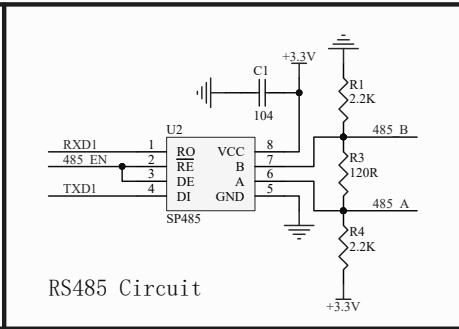 +3.3V
C1
104
R1
2.2K
U2
RXD1 1 RO VCC 8 485_B
485_EN 2 RE B 7 R3
3 DE A 6 120R
TXD1 4 DI GND 5 485_A
SP485
R4
2.2K
RS485 Circuit
+3.3V